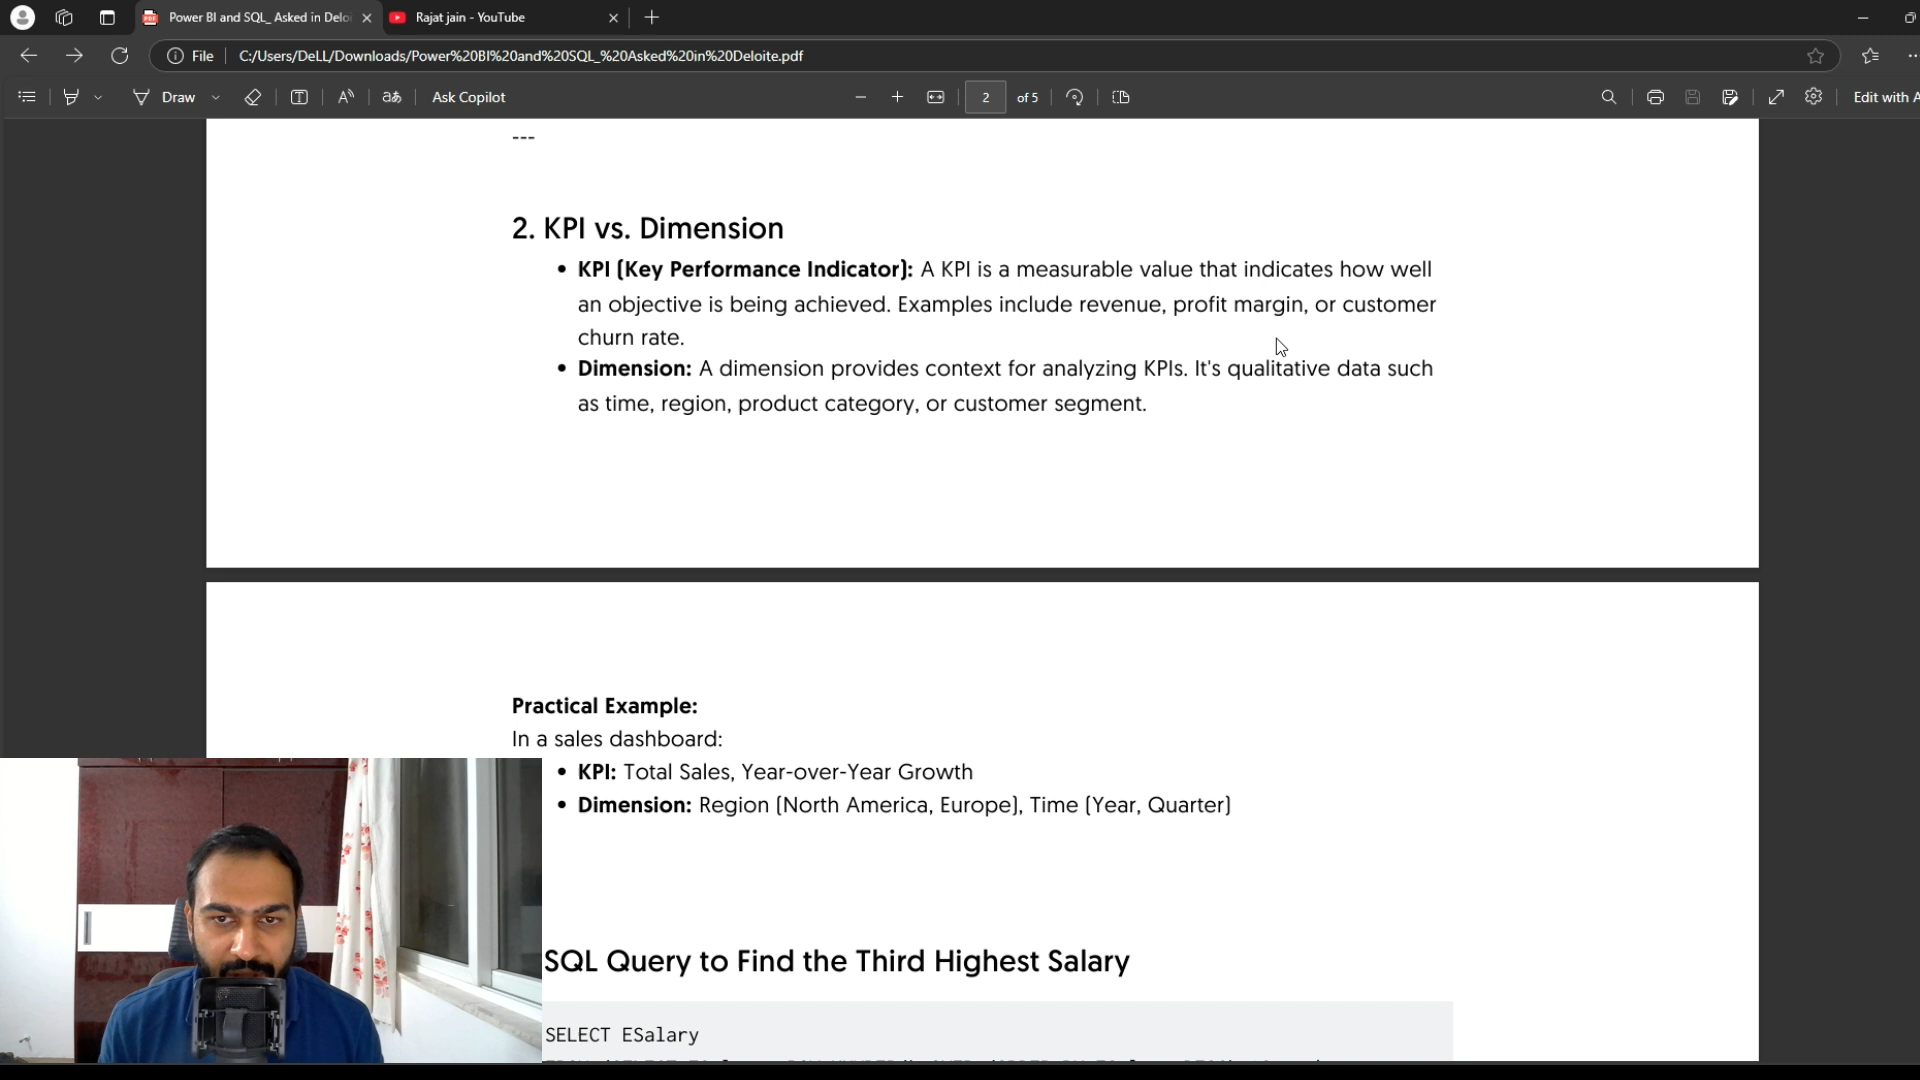 Power BI and SQL_ Asked in Delo
Rajat jain - YouTube
File
C:/Users/DeLL/Downloads/Power%20BI%20and%20SQL_%20Asked%20in%20Deloite.pdf
Draw
Ask Copilot
2 of 5
Edit with A
---
2. KPI vs. Dimension
• KPI (Key Performance Indicator): A KPI is a measurable value that indicates how well
an objective is being achieved. Examples include revenue, profit margin, or customer
churn rate.
• Dimension: A dimension provides context for analyzing KPIs. It's qualitative data such
as time, region, product category, or customer segment.
Practical Example:
In a sales dashboard:
• KPI: Total Sales, Year-over-Year Growth
• Dimension: Region (North America, Europe), Time (Year, Quarter)
SQL Query to Find the Third Highest Salary
SELECT ESalary